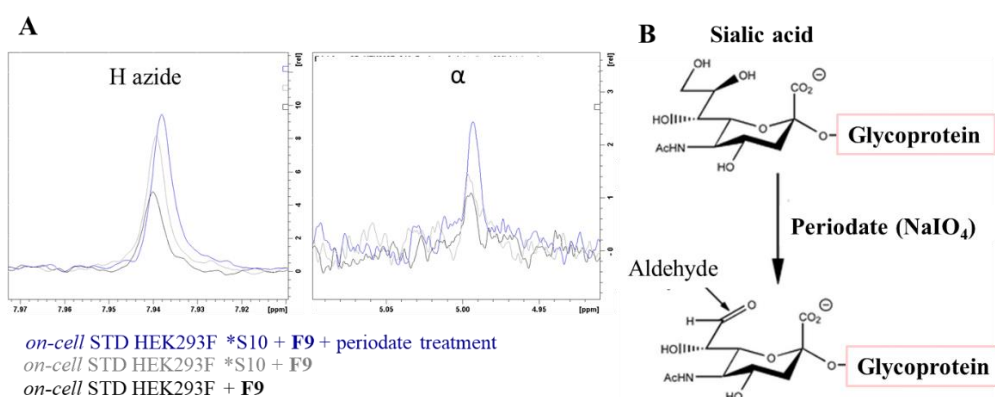 A
H azide
α
[rel]
10
8
6
4
2
0
7.97
7.96
7.95
7.94
7.93
7.92
[ppm]
[rel]
3
2
1
5.05
5.00
4.95
[ppm]
on-cell STD HEK293F *S10 + F9 + periodate treatment
on-cell STD HEK293F *S10 + F9
on-cell STD HEK293F + F9
B
Sialic acid
OH
OH
CO₂ ⊖
HO
O
O
Glycoprotein
AcHN
HO
Periodate (NaIO₄)
Aldehyde
H
O
CO₂ ⊖
HO
O
O
Glycoprotein
AcHN
HO